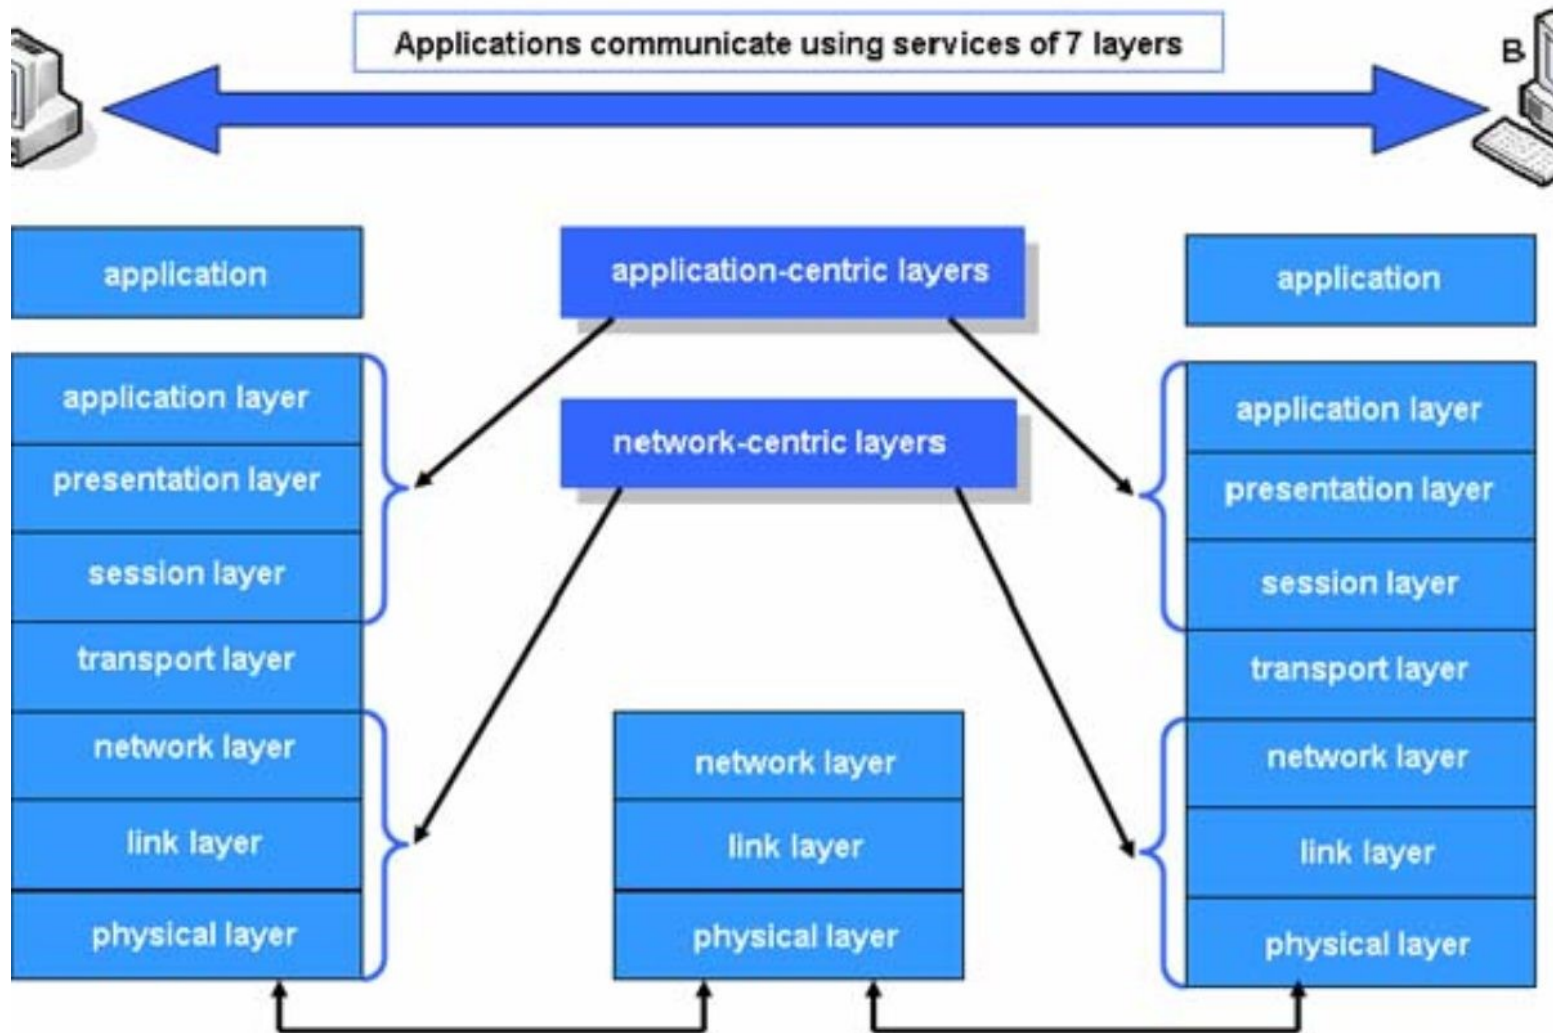 Applications communicate using services of 7 layers
B
application
application-centric layers
application
application layer
presentation layer
session layer
transport layer
network layer
link layer
physical layer
network-centric layers
network layer
link layer
physical layer
application layer
presentation layer
session layer
transport layer
network layer
link layer
physical layer